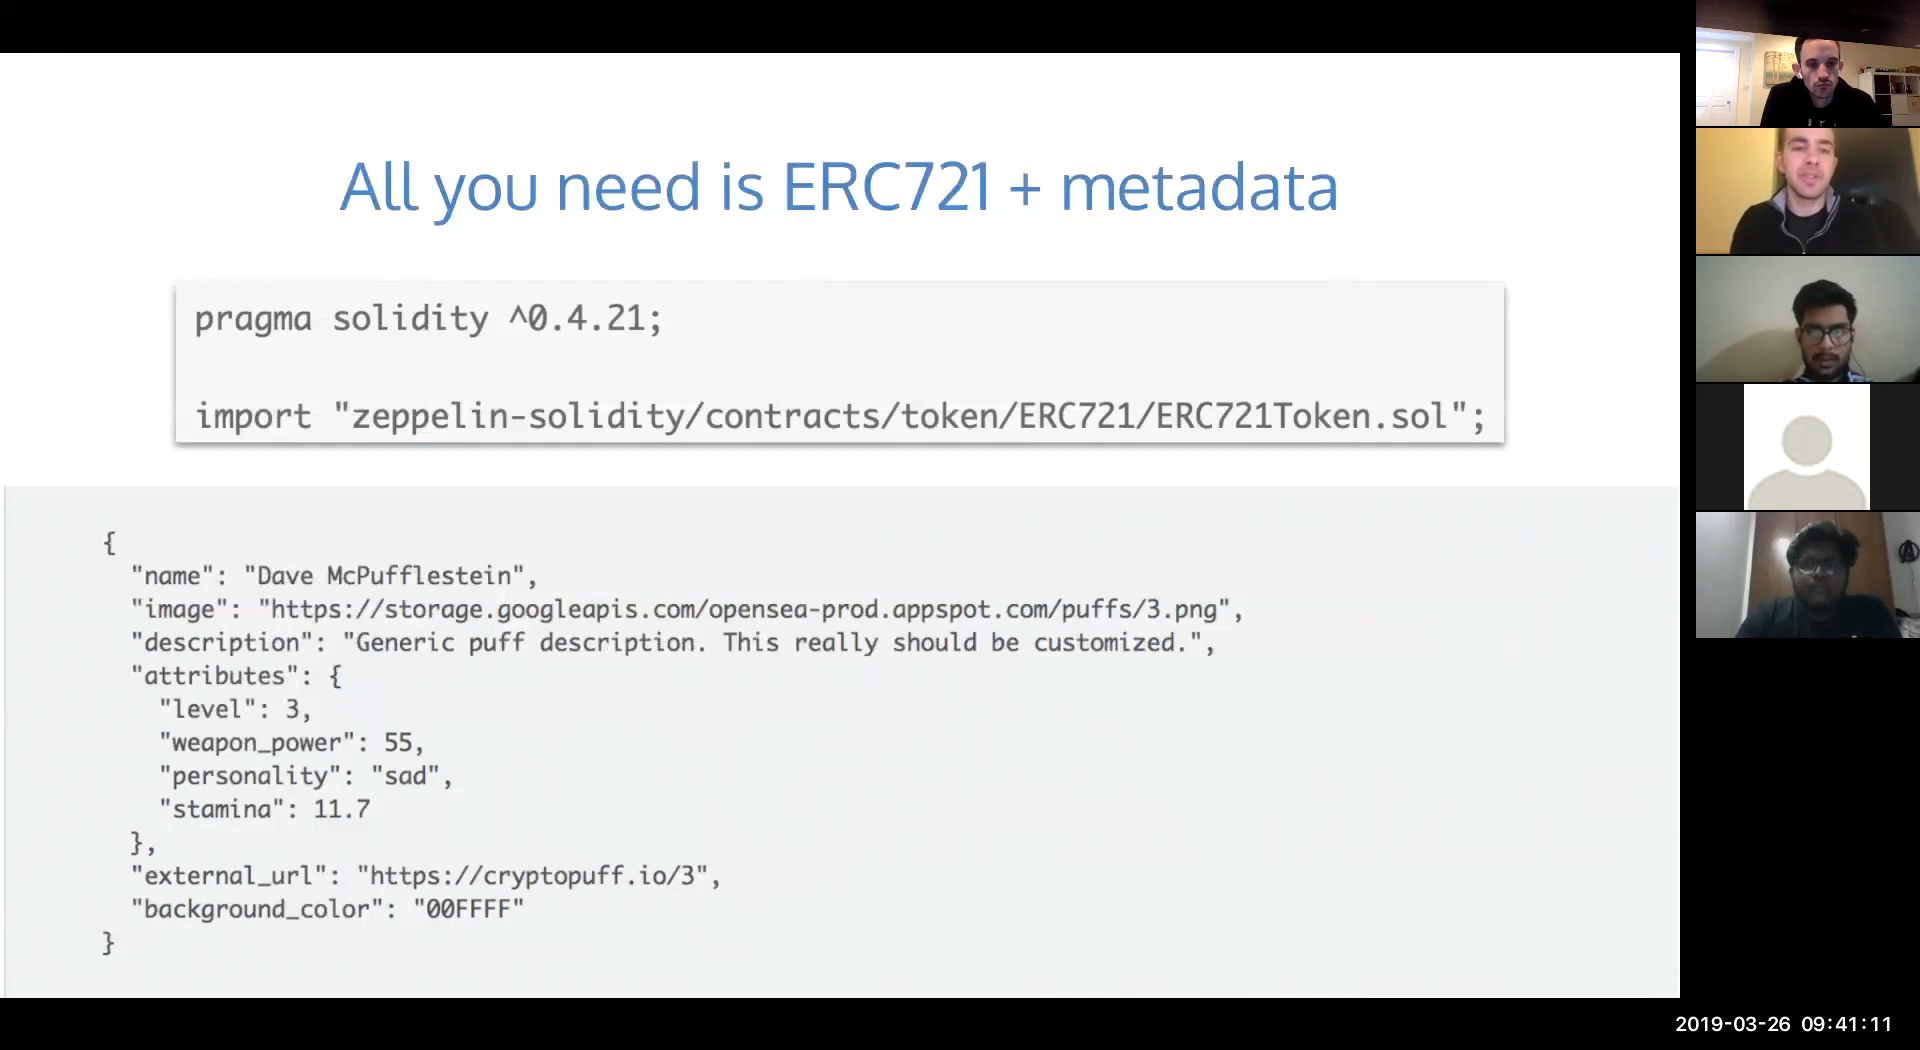 All you need is ERC721 + metadata
pragma solidity ^0.4.21;
import "zeppelin-solidity/contracts/token/ERC721/ERC721Token.sol";
{
"name": "Dave McPufflestein",
"image": "https://storage.googleapis.com/opensea-prod.appspot.com/puffs/3.png",
"description": "Generic puff description. This really should be customized.",
"attributes": {
"level": 3,
"weapon_power": 55,
"personality": "sad",
"stamina": 11.7
},
"external_url": "https://cryptopuff.io/3",
"background_color": "00FFFF"
}
2019-03-26 09:41:11